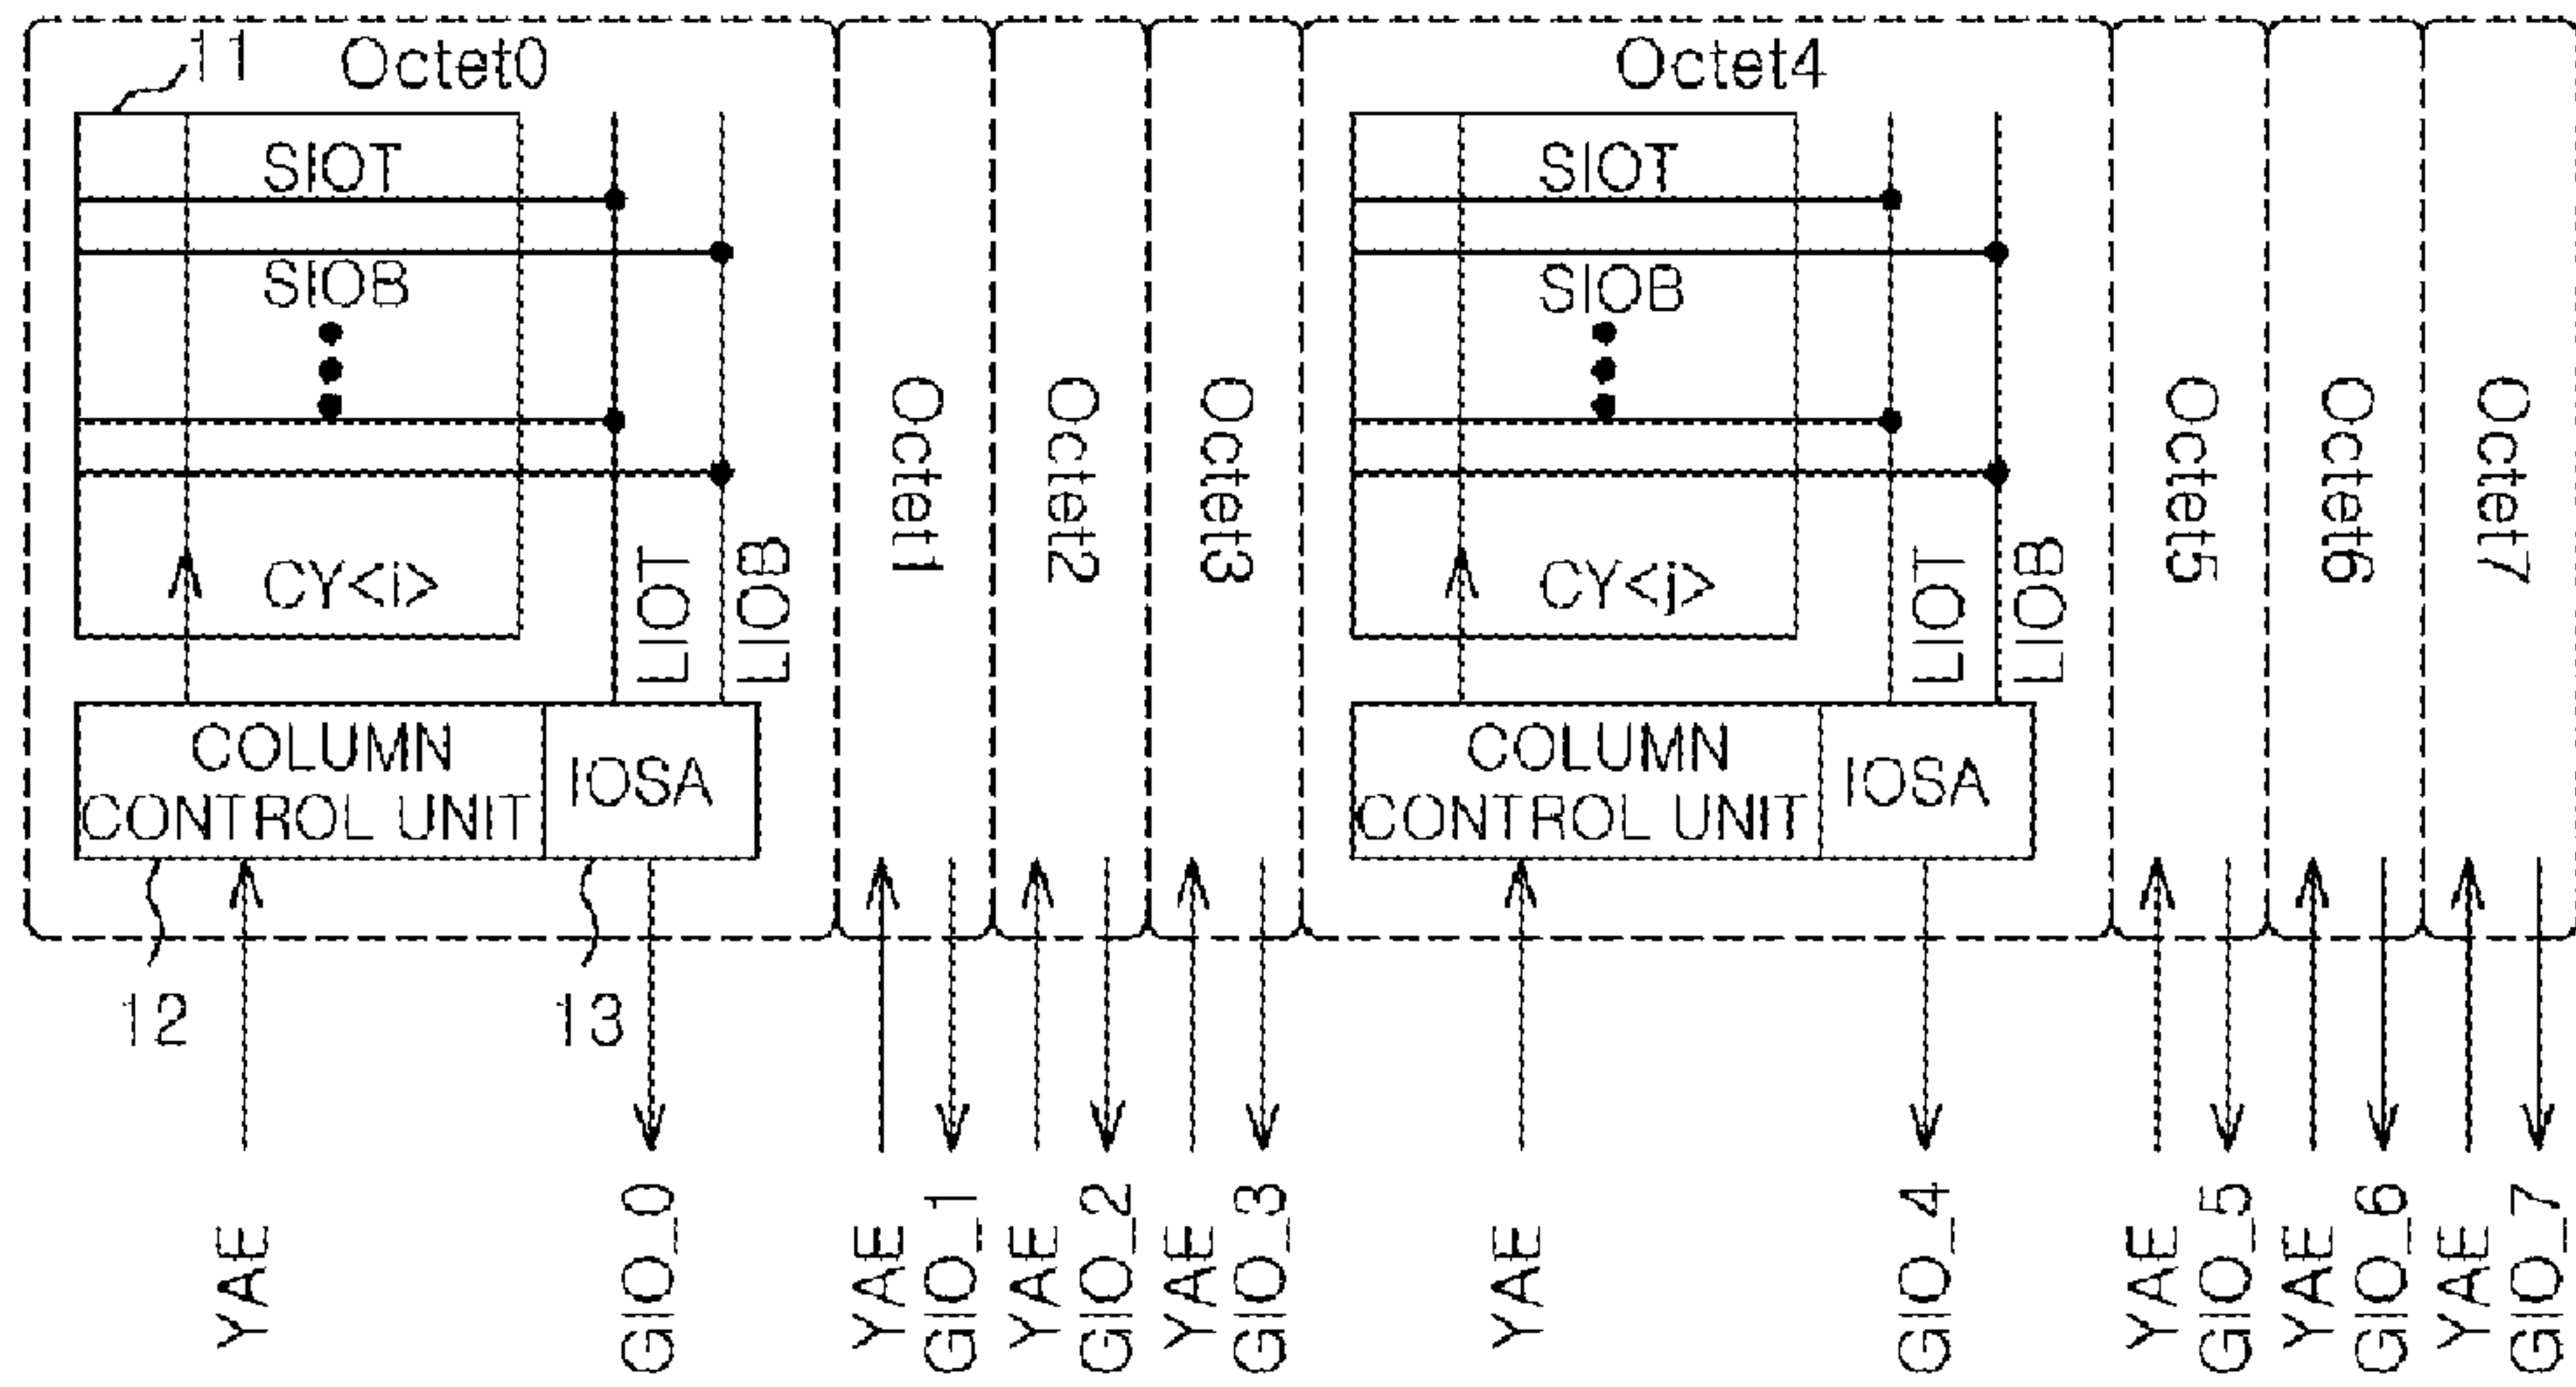 11
Octet0
SIOT
SIOB
CY<i>
LIOT
LIOB
COLUMN
CONTROL UNIT
IOSA
12
13
YAE
GIO_0
Octet1
YAE
GIO_1
Octet2
YAE
GIO_2
Octet3
YAE
GIO_3
Octet4
SIOT
SIOB
CY<j>
LIOT
LIOB
COLUMN
CONTROL UNIT
IOSA
YAE
GIO_4
Octet5
YAE
GIO_5
Octet6
YAE
GIO_6
Octet7
YAE
GIO_7